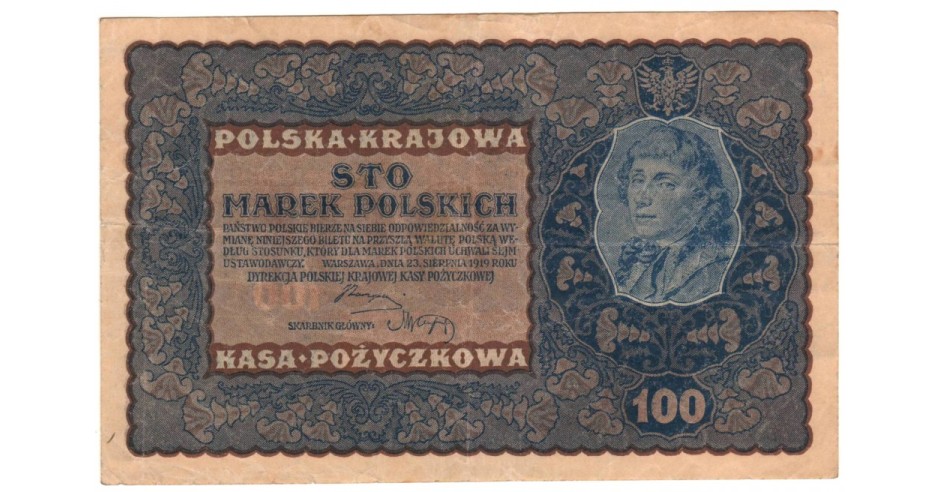 POLSKA KRAJOWA
STO
MAREK POLSKICH
PAŃSTWO POLSKIE BIERZE NA SIEBIE ODPOWIEDZIALNOŚĆ ZA WY-
MIANĘ NINIEJSZEGO BILETU NA PRZYSZŁĄ WALUTĘ POLSKĄ WE-
DŁUG STOSUNKU, KTÓRY DLA MAREK POLSKICH UCHWALI SEJM
USTAWODAWCZY. WARSZAWA, DNIA 23. SIERPNIA 1919 ROKU
DYREKCJA POLSKIEJ KRAJOWEJ KASY POŻYCZKOWEJ
SKARBNIK GŁÓWNY:
KASA POŻYCZKOWA
100